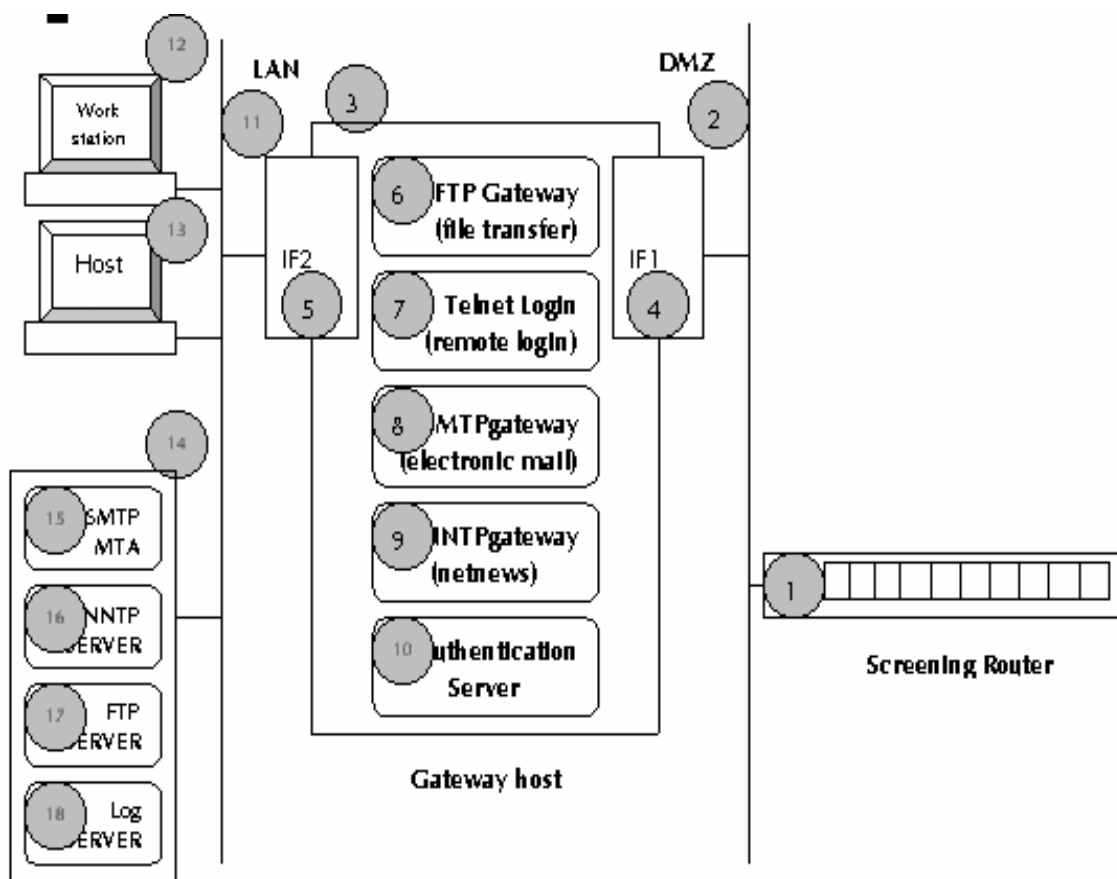 12
LAN
DMZ
Work
station
11
3
2
6
FTP Gateway
(file transfer)
13
Host
IF2
5
IF1
4
7
Telnet Login
(remote login)
8
MTPgateway
(electronic mail)
14
15
SMTP
MTA
9
INTPgateway
(netnews)
1
16
NNTP
SERVER
10
uthentication
Server
Screening Router
17
FTP
ERVER
Gateway host
18
Log
ERVER